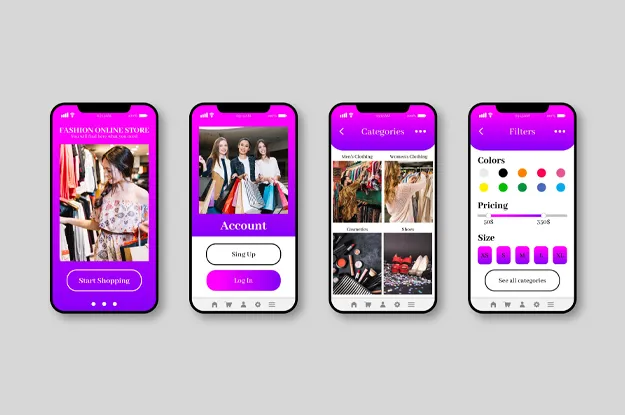 FASHION ONLINE STORE
You will find here what you need
Start Shopping
Account
Sing Up
Log In
Categories
Men's Clothing
Women's Clothing
Cosmetics
Shoes
Filters
Colors
Pricing
50$
350$
Size
XS S M L XL
See all categories